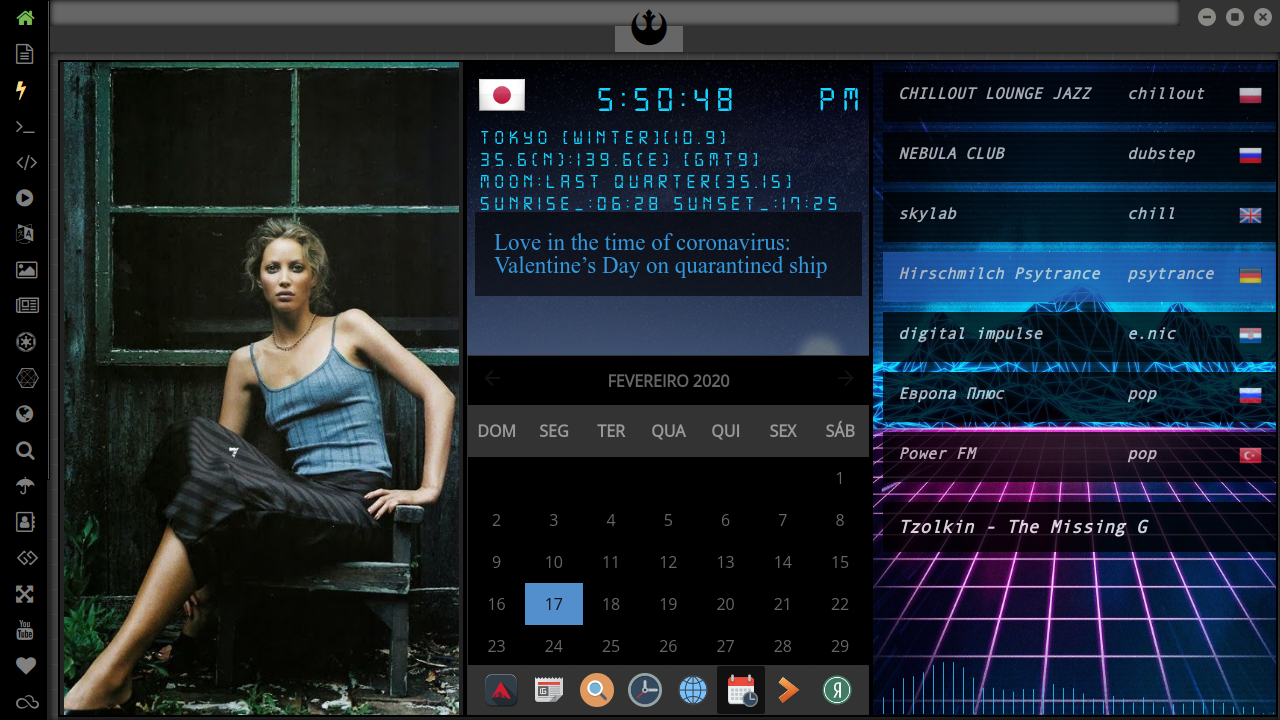 5:50:48 PM
TOKYO [WINTER][10.9]
35.6[N]:139.6[E] [GMT9]
MOON:LAST QUARTER[35.15]
SUNRISE_:06:28 SUNSET_:17:25
Love in the time of coronavirus:
Valentine’s Day on quarantined ship
FEVEREIRO 2020
DOM SEG TER QUA QUI SEX SÁB
1
2 3 4 5 6 7 8
9 10 11 12 13 14 15
16 17 18 19 20 21 22
23 24 25 26 27 28 29
CHILLOUT LOUNGE JAZZ chillout
NEBULA CLUB dubstep
skylab chill
Hirschmilch Psytrance psytrance
digital impulse e.nic
Европа Плюс pop
Power FM pop
Tzolkin - The Missing G
You
Tube
Я